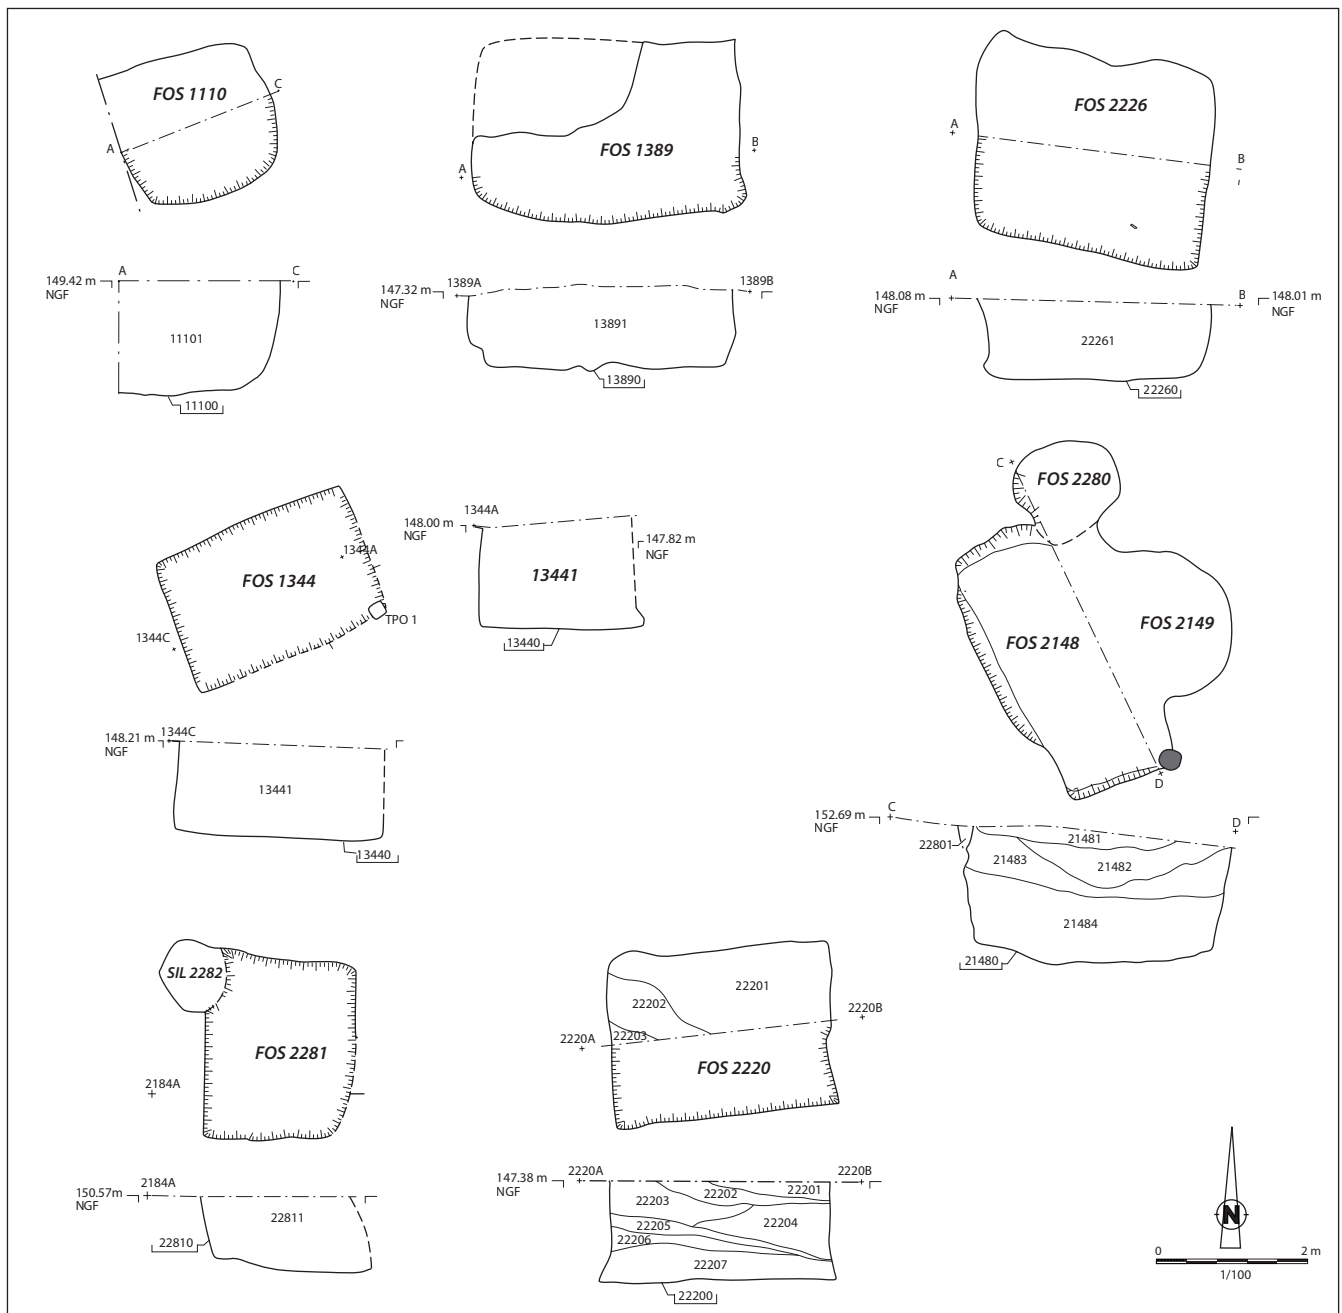 FOS 1110
C
A
FOS 1389
A
B
FOS 2226
A
B
149.42 m
NGF
A
C
11101
11100
147.32 m
NGF
1389A
1389B
13891
13890
148.08 m
NGF
A
B
148.01 m
NGF
22261
22260
FOS 1344
1344A
1344C
TPO 1
148.00 m
NGF
1344A
147.82 m
NGF
13441
13440
C
FOS 2280
FOS 2148
FOS 2149
D
148.21 m
NGF
1344C
13441
13440
152.69 m
NGF
C
D
22801
21481
21483
21482
21484
21480
SIL 2282
FOS 2281
2184A
22201
22202
22203
2220A
2220B
FOS 2220
150.57m
NGF
2184A
22811
22810
147.38 m
NGF
2220A
2220B
22203
22202
22201
22205
22204
22206
22207
22200
N
0
2 m
1/100